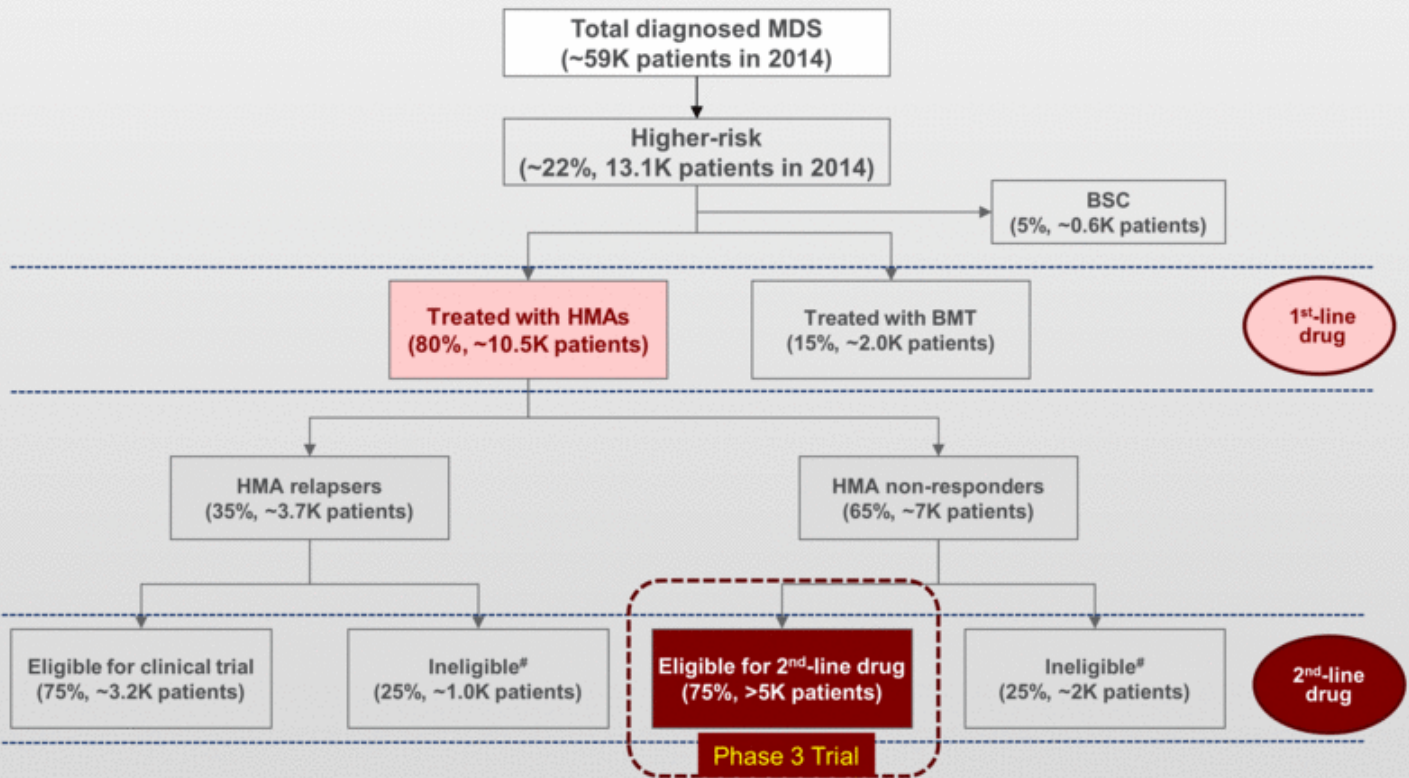 Total diagnosed MDS
(~59K patients in 2014)
Higher-risk
(~22%, 13.1K patients in 2014)
BSC
(5%, ~0.6K patients)
Treated with HMAs
(80%, ~10.5K patients)
Treated with BMT
(15%, ~2.0K patients)
1st-line
drug
HMA relapsers
(35%, ~3.7K patients)
HMA non-responders
(65%, ~7K patients)
Eligible for clinical trial
(75%, ~3.2K patients)
Ineligible#
(25%, ~1.0K patients)
Eligible for 2nd-line drug
(75%, >5K patients)
Ineligible#
(25%, ~2K patients)
2nd-line
drug
Phase 3 Trial